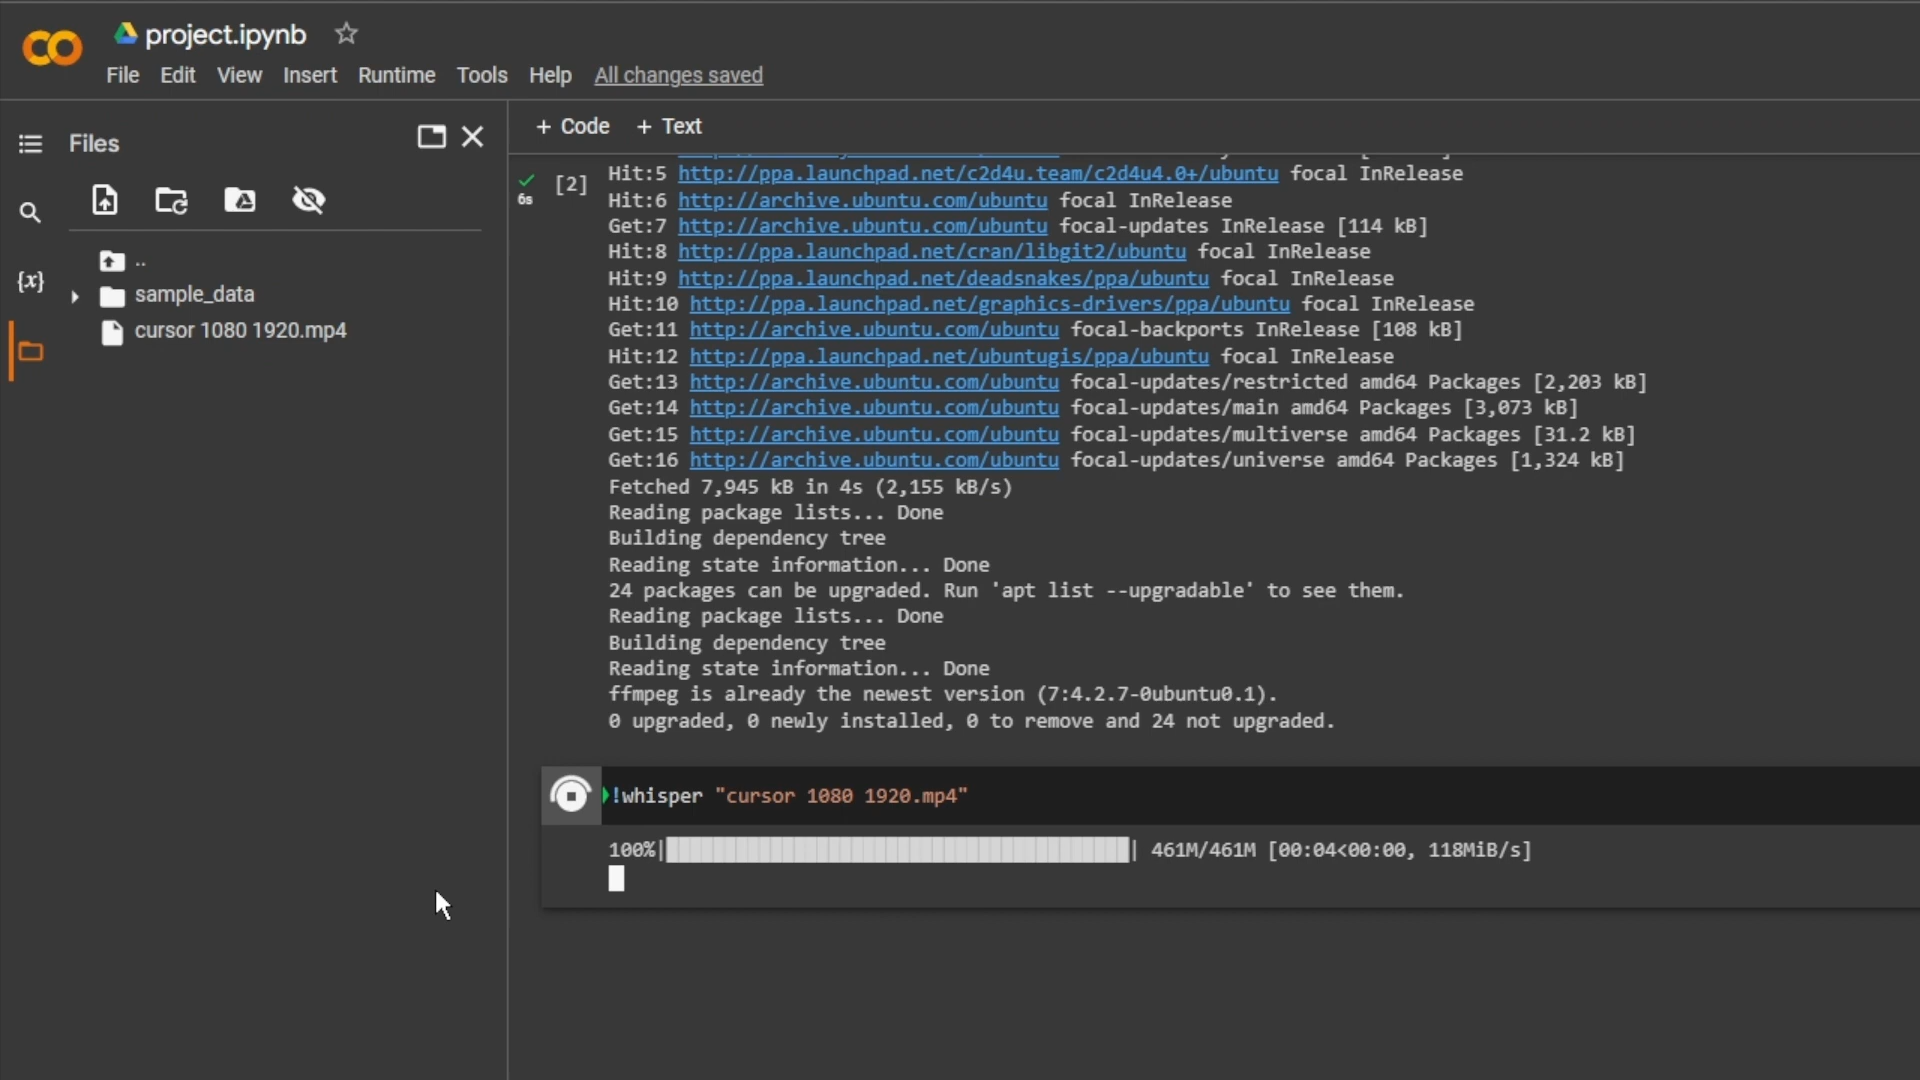 project.ipynb
File Edit View Insert Runtime Tools Help All changes saved
Files
+ Code + Text
..
sample_data
cursor 1080 1920.mp4
{x}
6s
[2]
Hit:5 http://ppa.launchpad.net/c2d4u.team/c2d4u4.0+/ubuntu focal InRelease
Hit:6 http://archive.ubuntu.com/ubuntu focal InRelease
Get:7 http://archive.ubuntu.com/ubuntu focal-updates InRelease [114 kB]
Hit:8 http://ppa.launchpad.net/cran/libgit2/ubuntu focal InRelease
Hit:9 http://ppa.launchpad.net/deadsnakes/ppa/ubuntu focal InRelease
Hit:10 http://ppa.launchpad.net/graphics-drivers/ppa/ubuntu focal InRelease
Get:11 http://archive.ubuntu.com/ubuntu focal-backports InRelease [108 kB]
Hit:12 http://ppa.launchpad.net/ubuntugis/ppa/ubuntu focal InRelease
Get:13 http://archive.ubuntu.com/ubuntu focal-updates/restricted amd64 Packages [2,203 kB]
Get:14 http://archive.ubuntu.com/ubuntu focal-updates/main amd64 Packages [3,073 kB]
Get:15 http://archive.ubuntu.com/ubuntu focal-updates/multiverse amd64 Packages [31.2 kB]
Get:16 http://archive.ubuntu.com/ubuntu focal-updates/universe amd64 Packages [1,324 kB]
Fetched 7,945 kB in 4s (2,155 kB/s)
Reading package lists... Done
Building dependency tree
Reading state information... Done
24 packages can be upgraded. Run 'apt list --upgradable' to see them.
Reading package lists... Done
Building dependency tree
Reading state information... Done
ffmpeg is already the newest version (7:4.2.7-0ubuntu0.1).
0 upgraded, 0 newly installed, 0 to remove and 24 not upgraded.
!whisper "cursor 1080 1920.mp4"
100%| | 461M/461M [00:04<00:00, 118MiB/s]